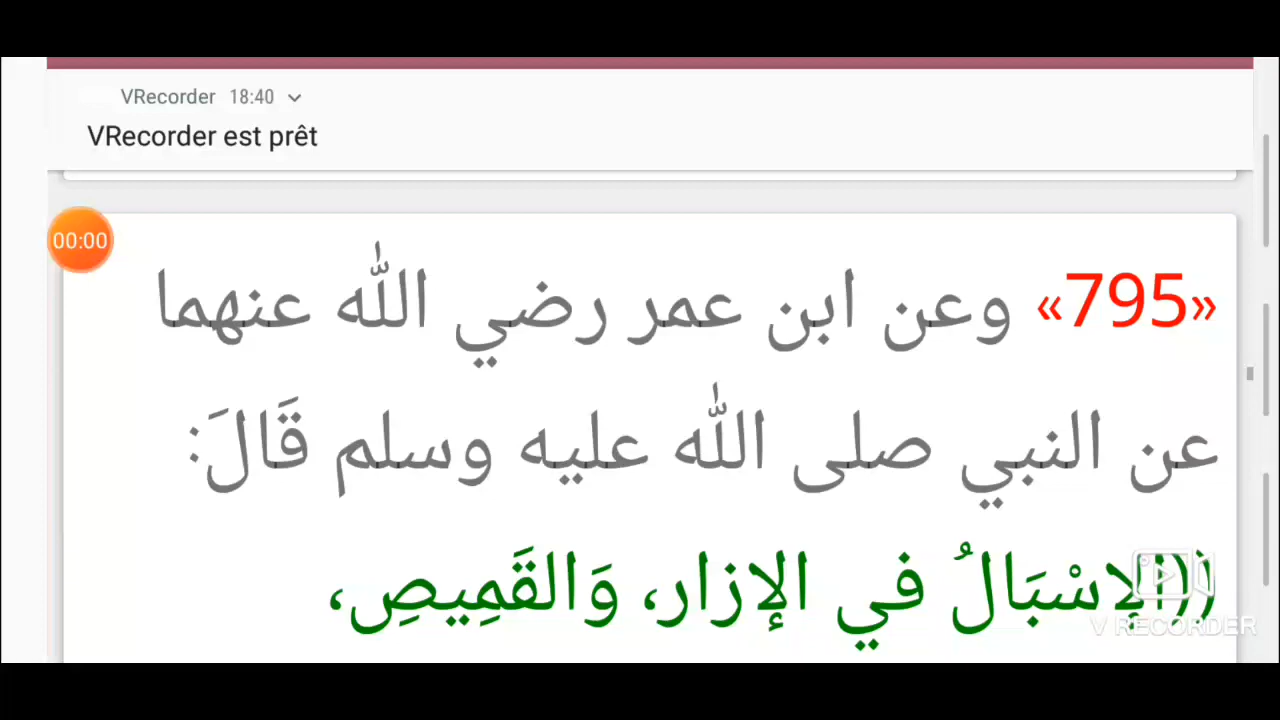 VRecorder 18:40
VRecorder est prêt
00:00
«795» وعن ابن عمر رضي الله عنهما
عن النبي صلى الله عليه وسلم قَالَ:
((الإسْبَالُ في الإزار، وَالقَمِيصِ،
V RECORDER